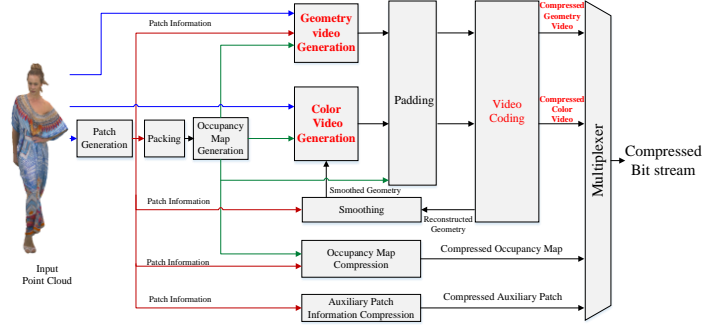 Patch Information
Geometry
video
Generation
Compressed
Geometry
Video
Padding
Video
Coding
Color
Video
Generation
Compressed
Color
Video
Patch
Generation
Packing
Occupancy
Map
Generation
Multiplexer
Compressed
Bit stream
Smoothed Geometry
Patch Information
Smoothing
Reconstructed
Geometry
Input
Point Cloud
Patch Information
Occupancy Map
Compression
Compressed Occupancy Map
Patch Information
Auxiliary Patch
Information Compression
Compressed Auxiliary Patch